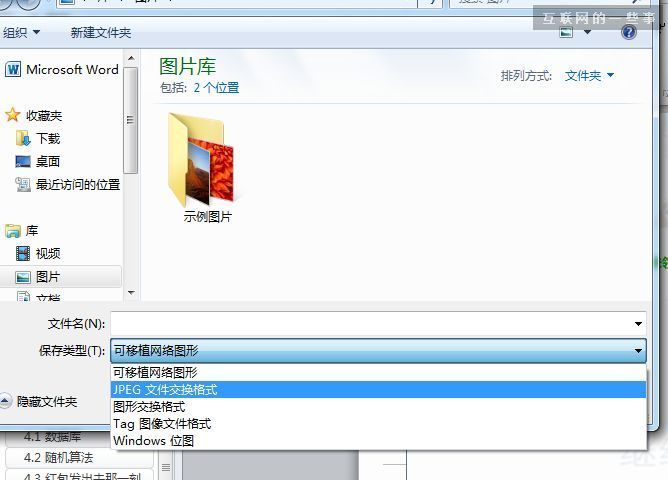 互联网的一些事
组织
新建文件夹
Microsoft Word
图片库
包括: 2 个位置
排列方式: 文件夹
收藏夹
下载
桌面
最近访问的位置
示例图片
库
视频
图片
文档
文件名(N):
保存类型(T): 可移植网络图形
可移植网络图形
JPEG 文件交换格式
图形交换格式
Tag 图像文件格式
Windows 位图
隐藏文件夹
4.1 数据库
4.2 随机算法
4.3 红包发出去那一刻